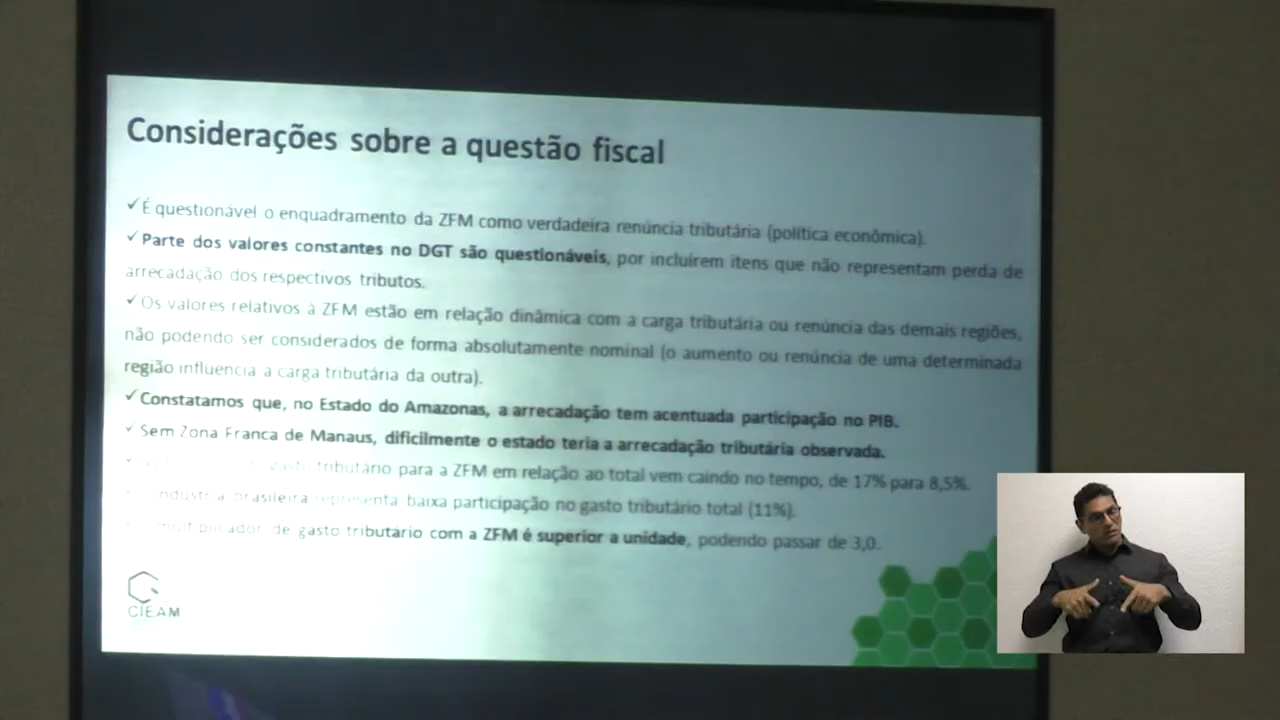 Considerações sobre a questão fiscal
✓ É questionável o enquadramento da ZFM como verdadeira renúncia tributária (política econômica).
✓ Parte dos valores constantes no DGT são questionáveis, por incluírem itens que não representam perda de
arrecadação dos respectivos tributos.
✓ Os valores relativos à ZFM estão em relação dinâmica com a carga tributária ou renúncia das demais regiões,
não podendo ser considerados de forma absolutamente nominal (o aumento ou renúncia de uma determinada
região influencia a carga tributária da outra).
✓ Constatamos que, no Estado do Amazonas, a arrecadação tem acentuada participação no PIB.
✓ Sem Zona Franca de Manaus, dificilmente o estado teria a arrecadação tributária observada.
gasto tributário para a ZFM em relação ao total vem caindo no tempo, de 17% para 8,5%.
indústria brasileira representa baixa participação no gasto tributário total (11%).
multiplicador de gasto tributário com a ZFM é superior a unidade, podendo passar de 3,0.
CIEAM